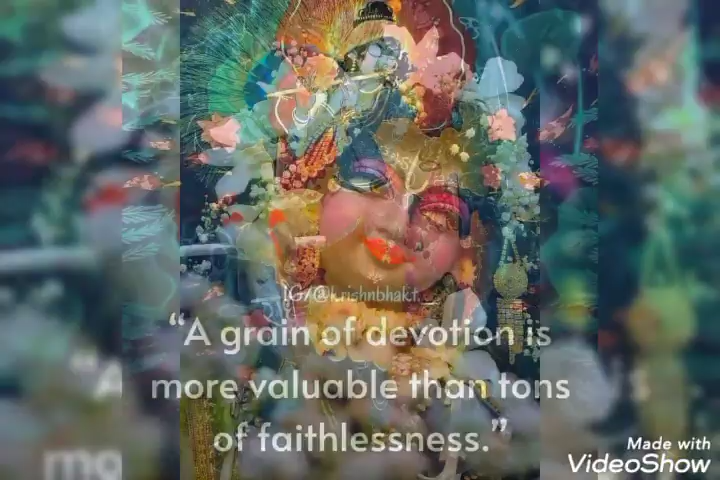 IG/@krishnbhakt.
“A grain of devotion is
more valuable than tons
of faithlessness.”
Made with
VideoShow